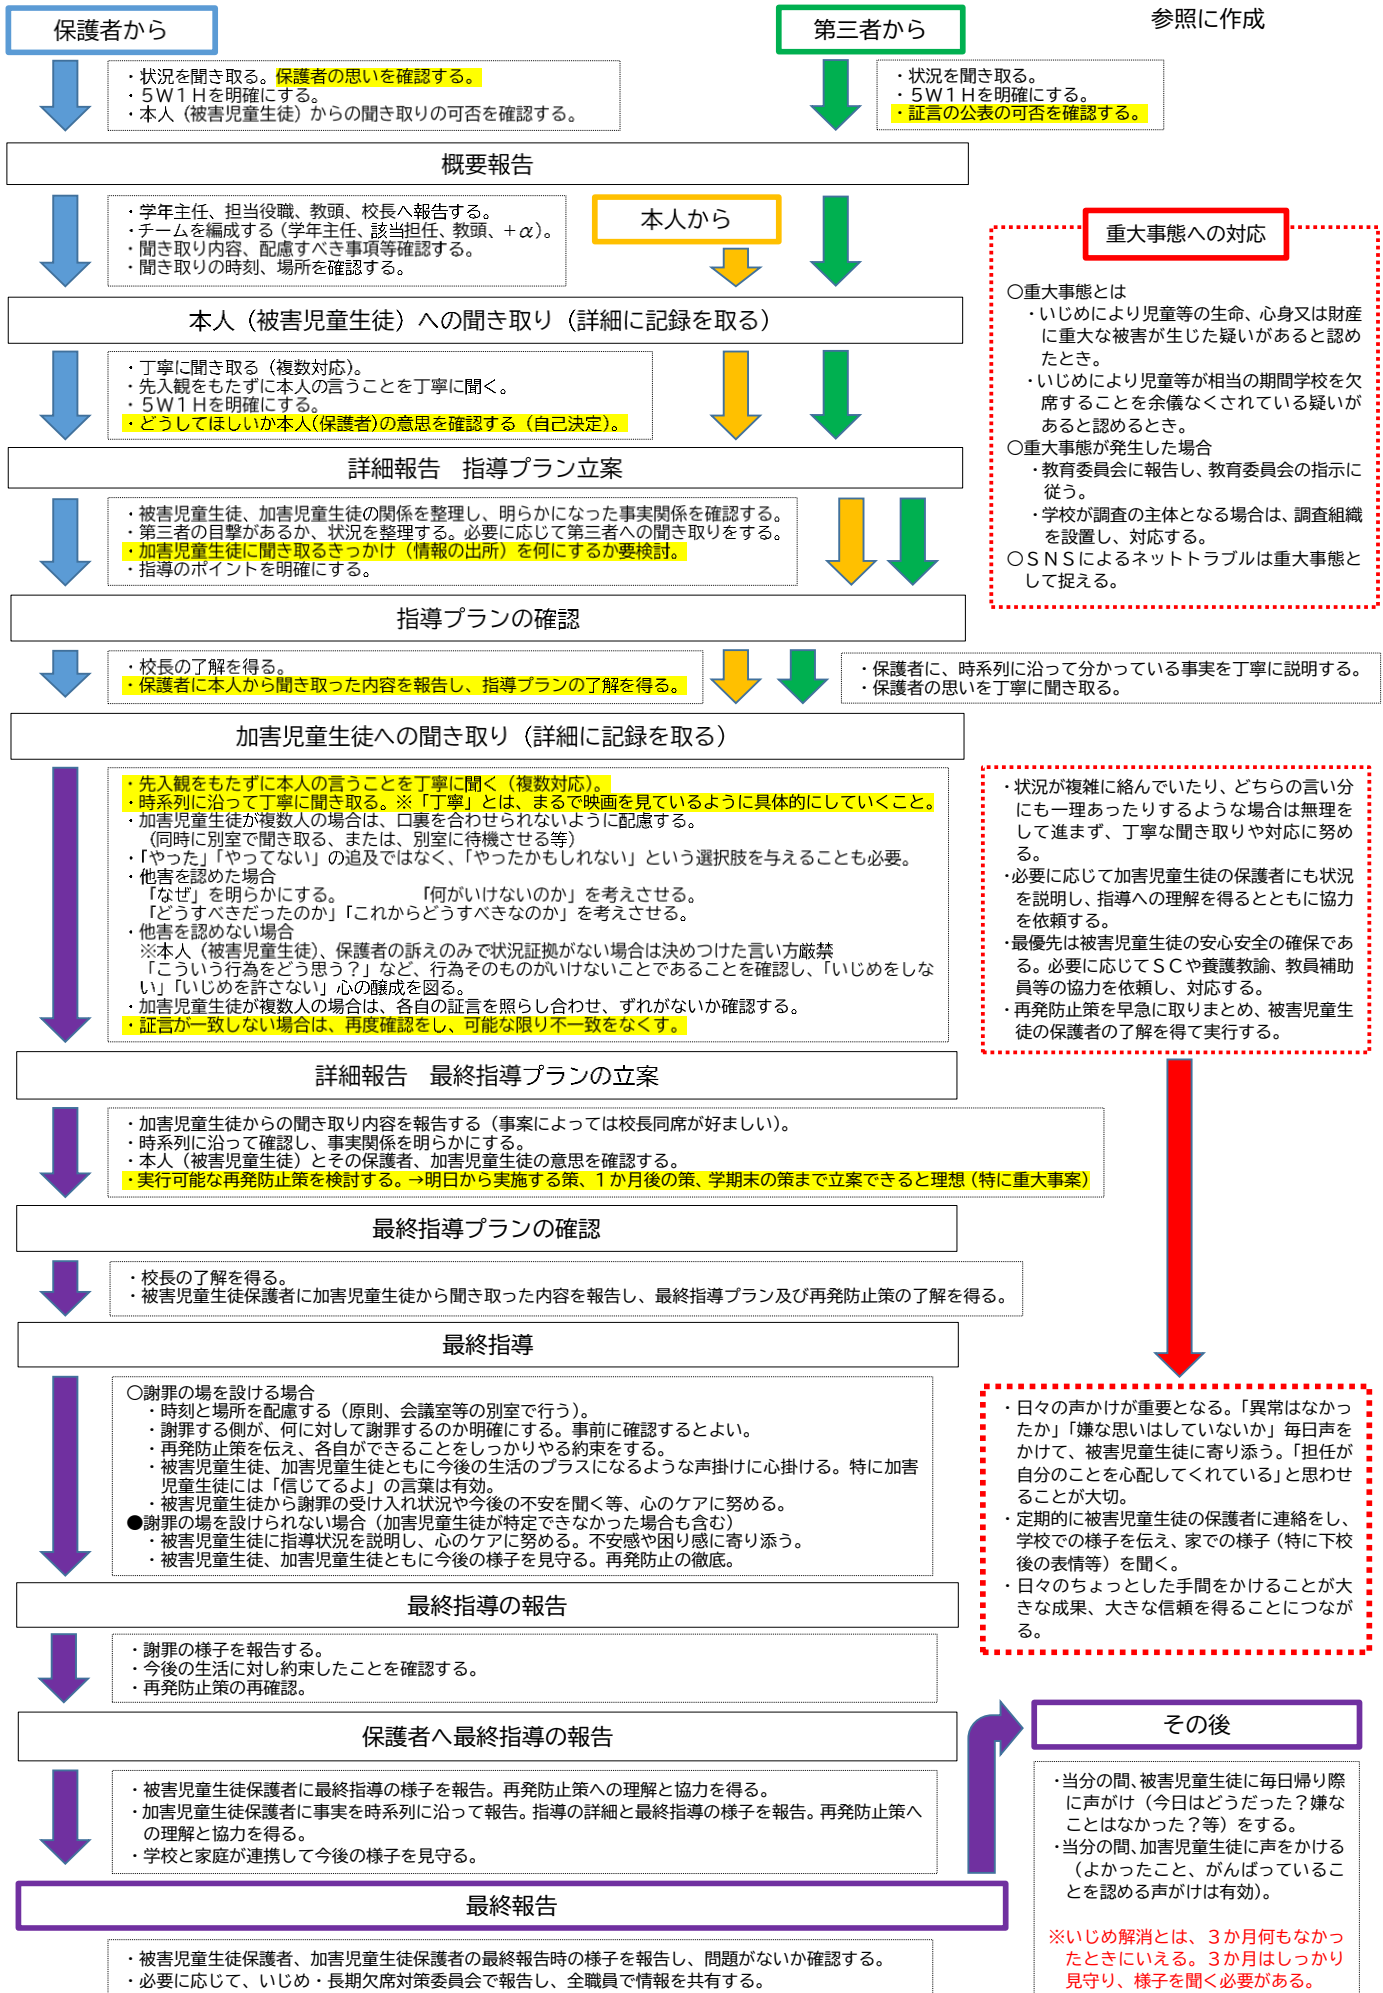 保護者から
第三者から
参照に作成
・状況を聞き取る。保護者の思いを確認する。
・5W1Hを明確にする。
・本人（被害児童生徒）からの聞き取りの可否を確認する。
・状況を聞き取る。
・5W1Hを明確にする。
・証言の公表の可否を確認する。
概要報告
・学年主任、担当役職、教頭、校長へ報告する。
・チームを編成する（学年主任、該当担任、教頭、＋α）。
・聞き取り内容、配慮すべき事項等確認する。
・聞き取りの時刻、場所を確認する。
本人から
本人（被害児童生徒）への聞き取り（詳細に記録を取る）
・丁寧に聞き取る（複数対応）。
・先入観をもたずに本人の言うことを丁寧に聞く。
・5W1Hを明確にする。
・どうしてほしいか本人(保護者)の意思を確認する（自己決定）。
詳細報告　指導プラン立案
・被害児童生徒、加害児童生徒の関係を整理し、明らかになった事実関係を確認する。
・第三者の目撃があるか、状況を整理する。必要に応じて第三者への聞き取りをする。
・加害児童生徒に聞き取るきっかけ（情報の出所）を何にするか要検討。
・指導のポイントを明確にする。
重大事態への対応
○重大事態とは
・いじめにより児童等の生命、心身又は財産
に重大な被害が生じた疑いがあると認め
たとき。
・いじめにより児童等が相当の期間学校を欠
席することを余儀なくされている疑いが
あると認めるとき。
○重大事態が発生した場合
・教育委員会に報告し、教育委員会の指示に
従う。
・学校が調査の主体となる場合は、調査組織
を設置し、対応する。
○SNSによるネットトラブルは重大事態と
して捉える。
指導プランの確認
・校長の了解を得る。
・保護者に本人から聞き取った内容を報告し、指導プランの了解を得る。
・保護者に、時系列に沿って分かっている事実を丁寧に説明する。
・保護者の思いを丁寧に聞き取る。
加害児童生徒への聞き取り（詳細に記録を取る）
・先入観をもたずに本人の言うことを丁寧に聞く（複数対応）。
・時系列に沿って丁寧に聞き取る。※「丁寧」とは、まるで映画を見ているように具体的にしていくこと。
・加害児童生徒が複数人の場合は、口裏を合わせられないように配慮する。
（同時に別室で聞き取る、または、別室に待機させる等）
・「やった」「やってない」の追及ではなく、「やったかもしれない」という選択肢を与えることも必要。
・他害を認めた場合
「なぜ」を明らかにする。　　　　「何がいけないのか」を考えさせる。
「どうすべきだったのか」「これからどうすべきなのか」を考えさせる。
・他害を認めない場合
※本人（被害児童生徒）、保護者の訴えのみで状況証拠がない場合は決めつけた言い方厳禁
「こういう行為をどう思う？」など、行為そのものがいけないことであることを確認し、「いじめをしな
い」「いじめを許さない」心の醸成を図る。
・加害児童生徒が複数人の場合は、各自の証言を照らし合わせ、ずれがないか確認する。
・証言が一致しない場合は、再度確認をし、可能な限り不一致をなくす。
・状況が複雑に絡んでいたり、どちらの言い分
にも一理あったりするような場合は無理を
して進まず、丁寧な聞き取りや対応に努め
る。
・必要に応じて加害児童生徒の保護者にも状況
を説明し、指導への理解を得るとともに協力
を依頼する。
・最優先は被害児童生徒の安心安全の確保であ
る。必要に応じてSCや養護教諭、教員補助
員等の協力を依頼し、対応する。
・再発防止策を早急に取りまとめ、被害児童生
徒の保護者の了解を得て実行する。
詳細報告　最終指導プランの立案
・加害児童生徒からの聞き取り内容を報告する（事案によっては校長同席が好ましい）。
・時系列に沿って確認し、事実関係を明らかにする。
・本人（被害児童生徒）とその保護者、加害児童生徒の意思を確認する。
・実行可能な再発防止策を検討する。→明日から実施する策、1か月後の策、学期末の策まで立案できると理想（特に重大事案）
最終指導プランの確認
・校長の了解を得る。
・被害児童生徒保護者に加害児童生徒から聞き取った内容を報告し、最終指導プラン及び再発防止策の了解を得る。
最終指導
○謝罪の場を設ける場合
・時刻と場所を配慮する（原則、会議室等の別室で行う）。
・謝罪する側が、何に対して謝罪するのか明確にする。事前に確認するとよい。
・再発防止策を伝え、各自ができることをしっかりやる約束をする。
・被害児童生徒、加害児童生徒ともに今後の生活のプラスになるような声掛けに心掛ける。特に加害
児童生徒には「信じてるよ」の言葉は有効。
・被害児童生徒から謝罪の受け入れ状況や今後の不安を聞く等、心のケアに努める。
●謝罪の場を設けられない場合（加害児童生徒が特定できなかった場合も含む）
・被害児童生徒に指導状況を説明し、心のケアに努める。不安感や困り感に寄り添う。
・被害児童生徒、加害児童生徒ともに今後の様子を見守る。再発防止の徹底。
・日々の声かけが重要となる。「異常はなかっ
たか」「嫌な思いはしていないか」毎日声を
かけて、被害児童生徒に寄り添う。「担任が
自分のことを心配してくれている」と思わせ
ることが大切。
・定期的に被害児童生徒の保護者に連絡をし、
学校での様子を伝え、家での様子（特に下校
後の表情等）を聞く。
・日々のちょっとした手間をかけることが大
きな成果、大きな信頼を得ることにつなが
る。
最終指導の報告
・謝罪の様子を報告する。
・今後の生活に対し約束したことを確認する。
・再発防止策の再確認。
保護者へ最終指導の報告
・被害児童生徒保護者に最終指導の様子を報告。再発防止策への理解と協力を得る。
・加害児童生徒保護者に事実を時系列に沿って報告。指導の詳細と最終指導の様子を報告。再発防止策へ
の理解と協力を得る。
・学校と家庭が連携して今後の様子を見守る。
その後
・当分の間、被害児童生徒に毎日帰り際
に声がけ（今日はどうだった？嫌な
ことはなかった？等）をする。
・当分の間、加害児童生徒に声をかける
（よかったこと、がんばっているこ
とを認める声がけは有効）。
※いじめ解消とは、3か月何もなかっ
たときにいえる。3か月はしっかり
見守り、様子を聞く必要がある。
最終報告
・被害児童生徒保護者、加害児童生徒保護者の最終報告時の様子を報告し、問題がないか確認する。
・必要に応じて、いじめ・長期欠席対策委員会で報告し、全職員で情報を共有する。